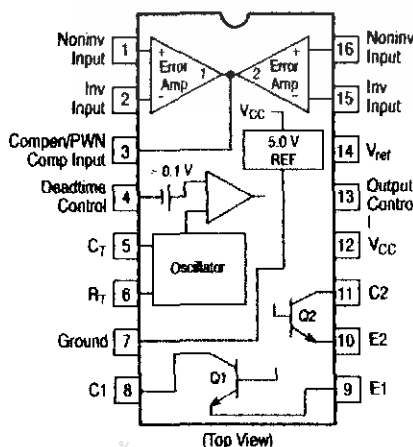 Noninv
Input
1
+
Error
Amp
1
2
Error
Amp
+
16
Noninv
Input
Inv
Input
2
−
−
15
Inv
Input
Compen/PWN
Comp Input
3
VCC
5.0 V
REF
14
Vref
≈ 0.1 V
Deadtime
Control
4
13
Output
Control
CT
5
Oscillator
12
VCC
RT
6
11
C2
Q2
Ground
7
10
E2
C1
8
Q1
9
E1
(Top View)